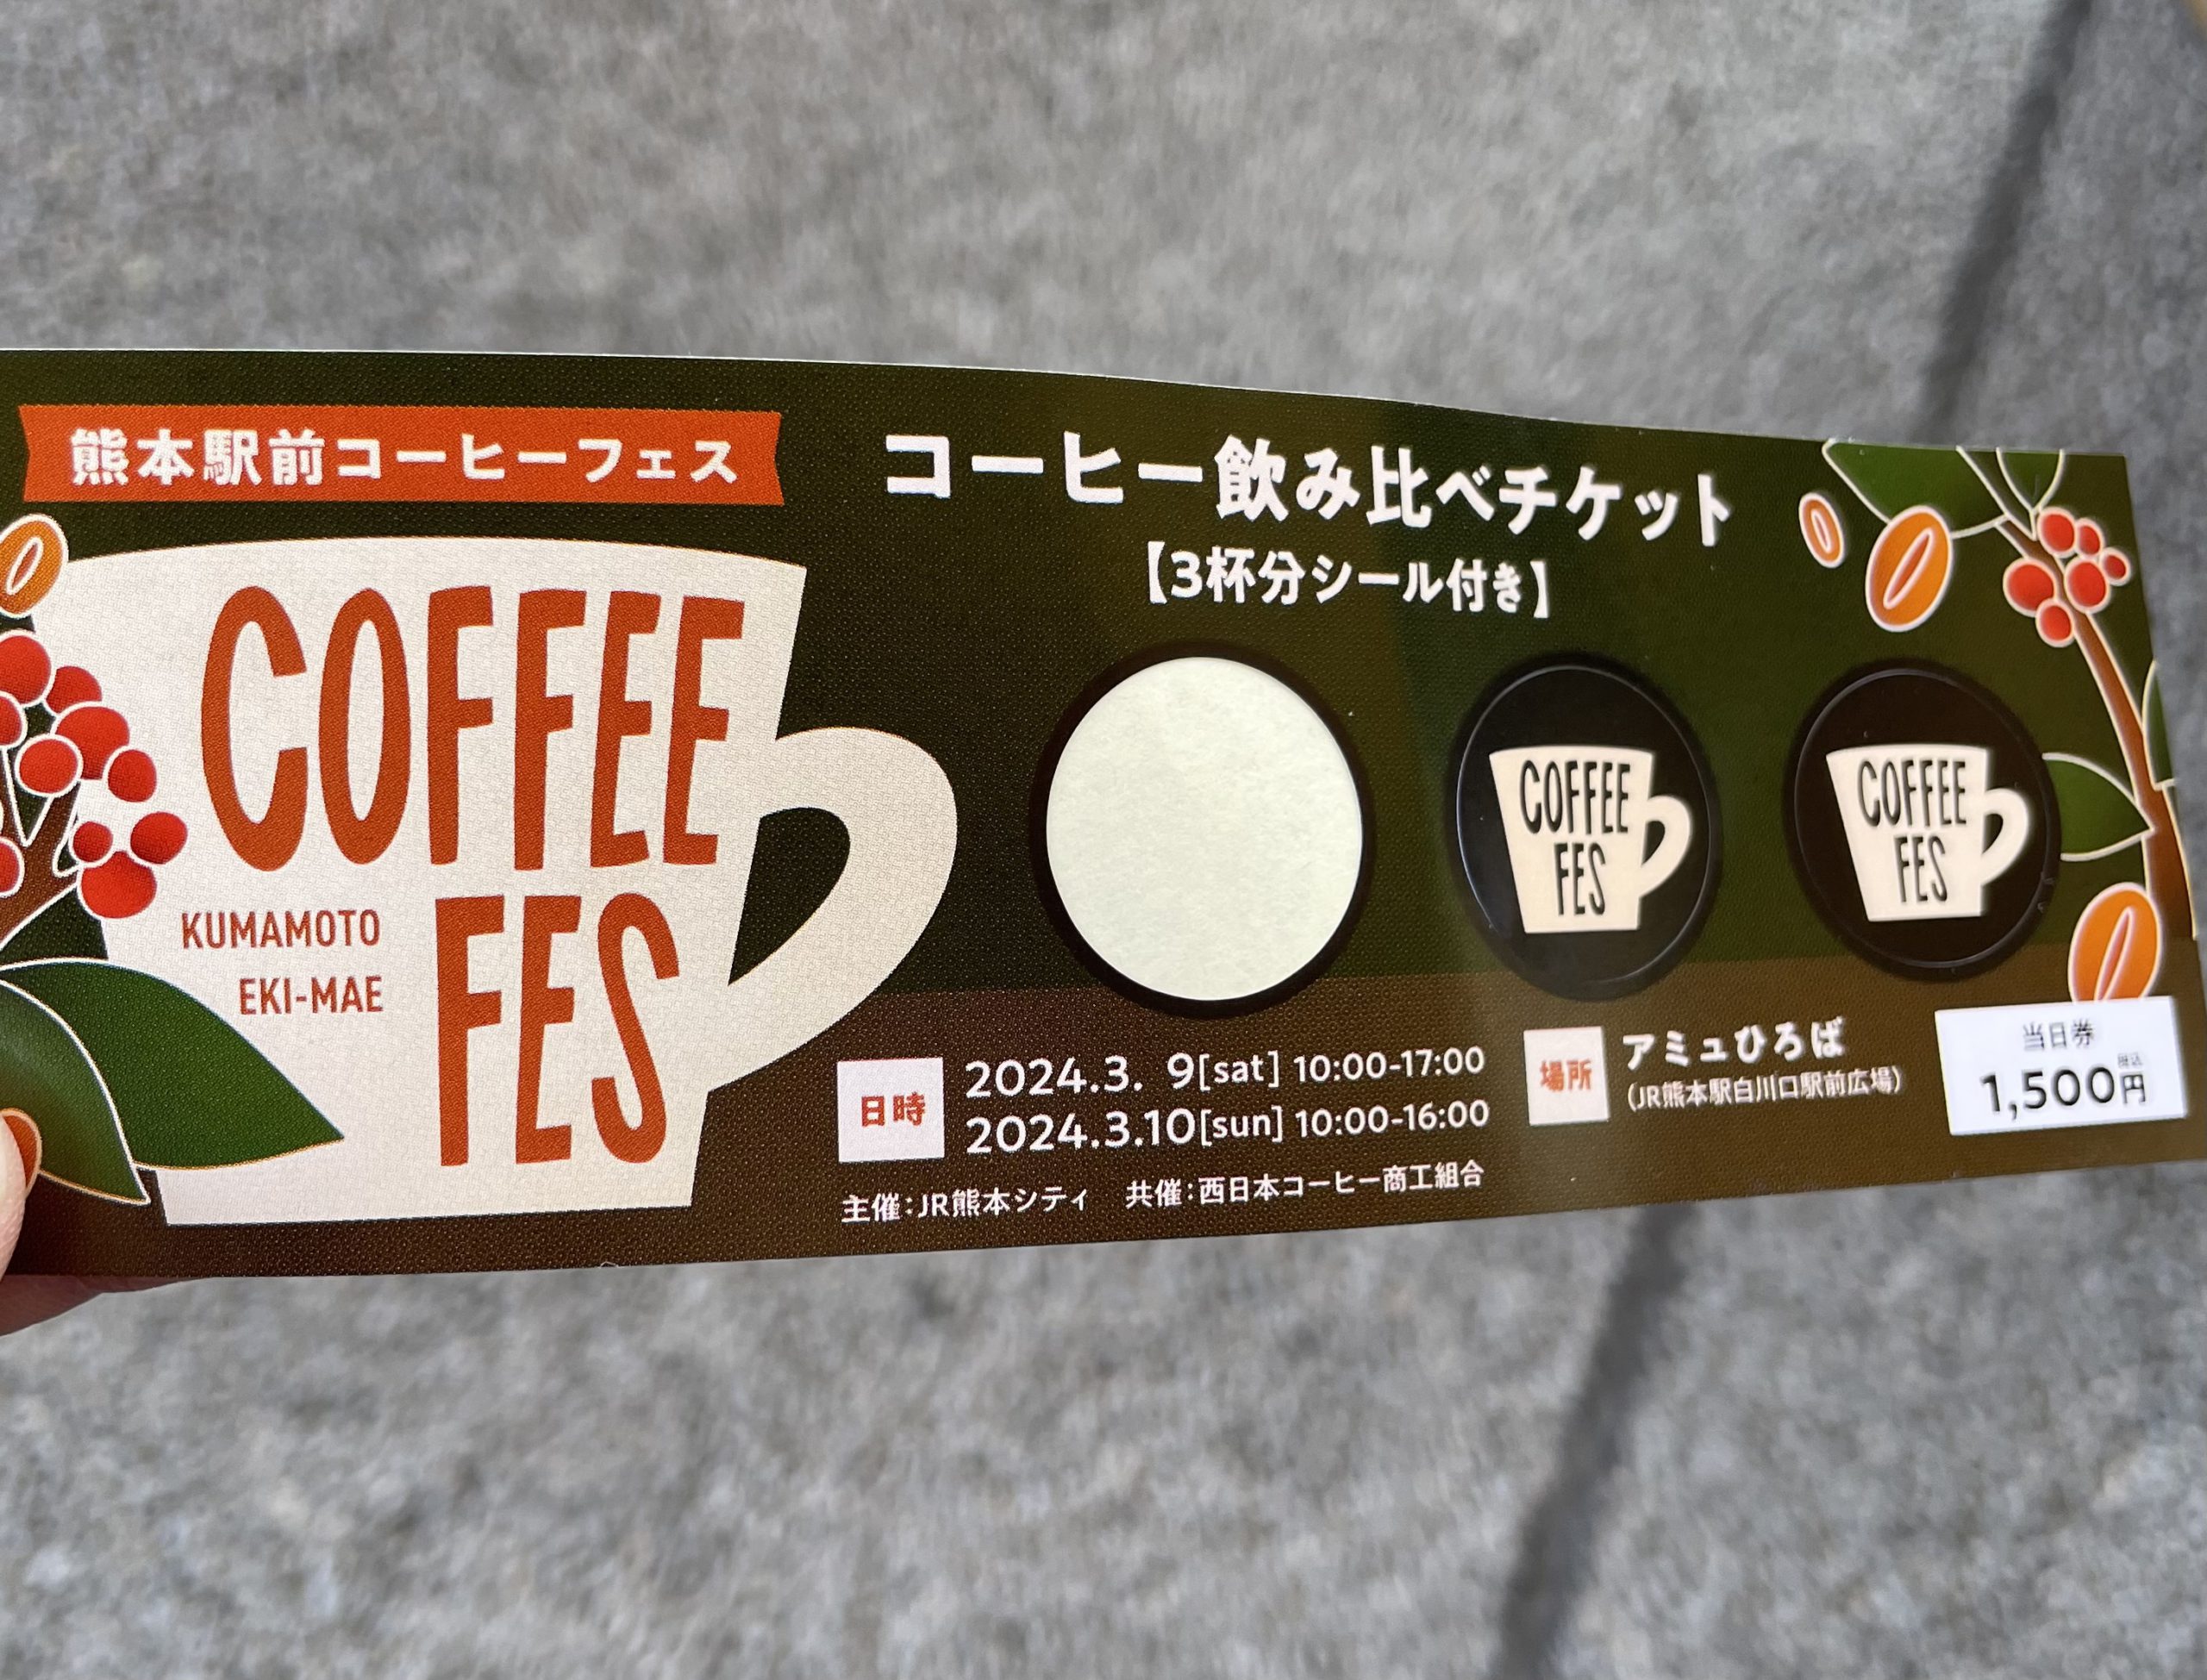 熊本駅前コーヒーフェス
COFFEE
FES
KUMAMOTO
EKI-MAE
コーヒー飲み比べチケット
【3杯分シール付き】
COFFEE
FES
COFFEE
FES
日時
2024.3. 9[sat] 10:00-17:00
2024.3.10[sun] 10:00-16:00
場所
アミュひろば
(JR熊本駅白川口駅前広場)
当日券
1,500税込円
主催:JR熊本シティ 共催:西日本コーヒー商工組合